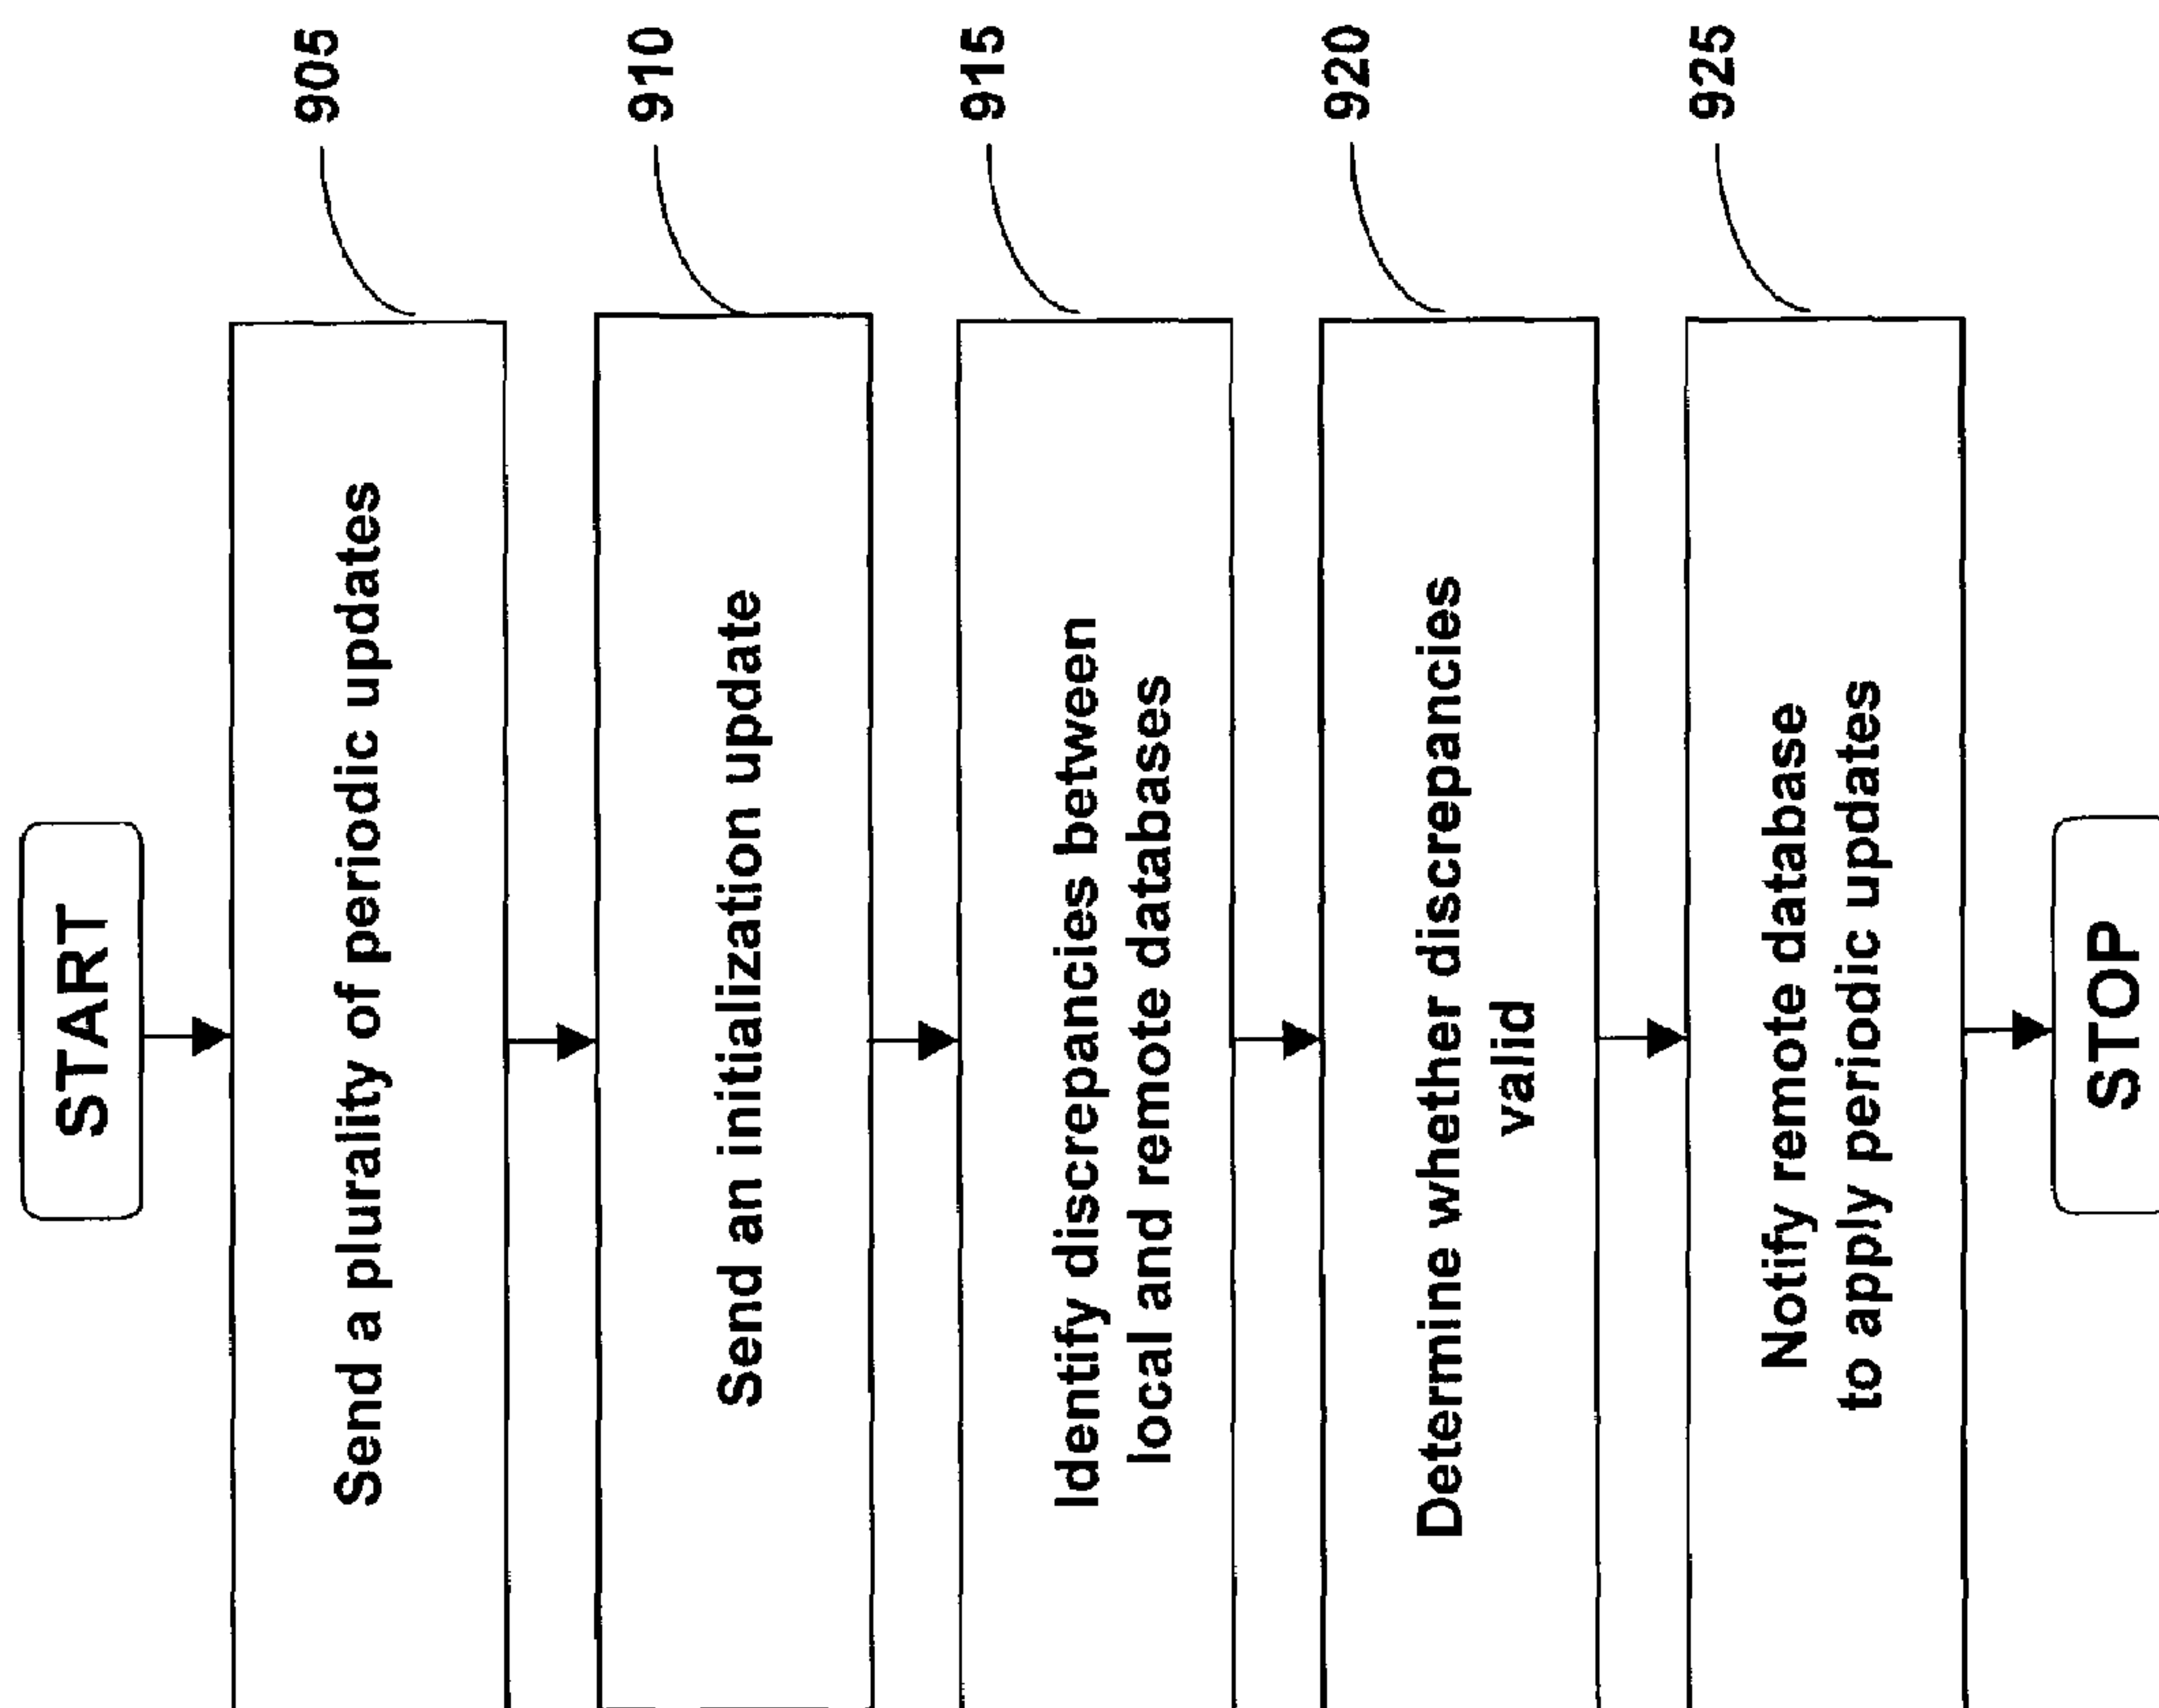 START
Send a plurality of periodic updates
905
Send an initialization update
910
Identify discrepancies between
local and remote databases
915
Determine whether discrepancies
valid
920
Notify remote database
to apply periodic updates
925
STOP